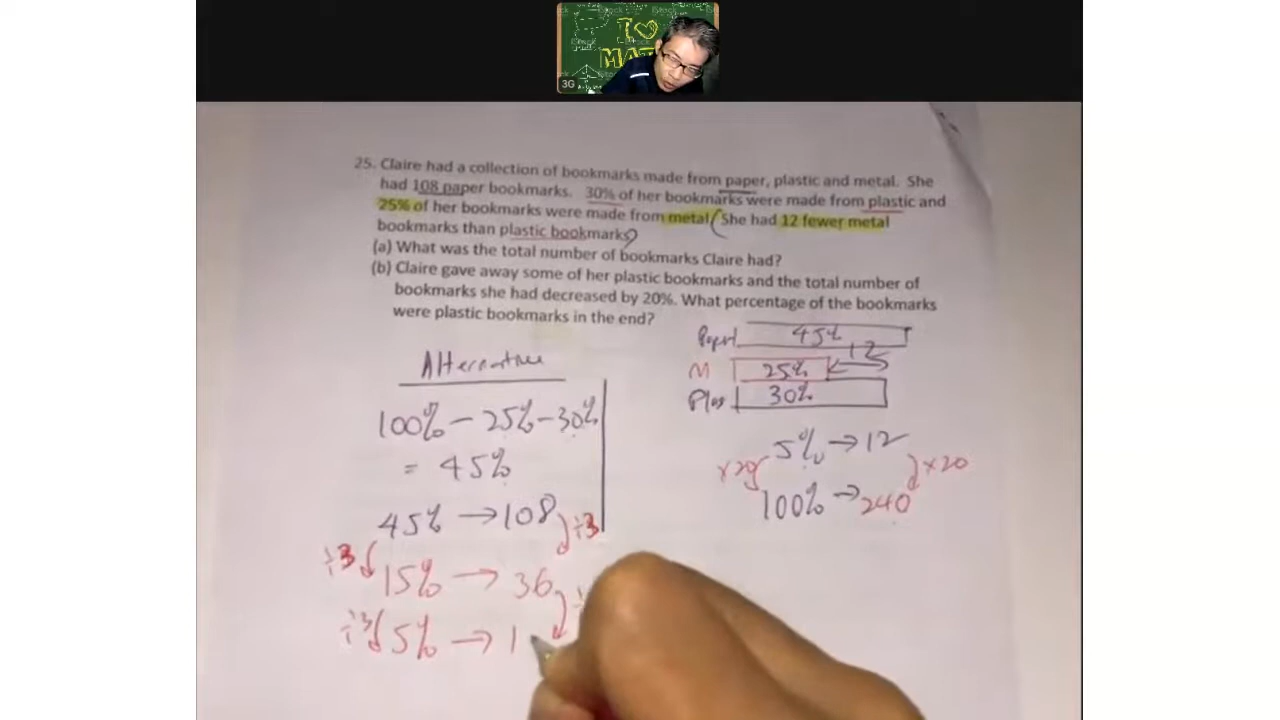 I ♡
MAT
3G
25. Claire had a collection of bookmarks made from paper, plastic and metal. She
had 108 paper bookmarks. 30% of her bookmarks were made from plastic and
25% of her bookmarks were made from metal (She had 12 fewer metal
bookmarks than plastic bookmarks)
(a) What was the total number of bookmarks Claire had?
(b) Claire gave away some of her plastic bookmarks and the total number of
bookmarks she had decreased by 20%. What percentage of the bookmarks
were plastic bookmarks in the end?
45%
12
M 25%
Plas 30%
Alternative
100% - 25% - 30%
= 45%
45% → 108
÷3 ÷3
15% → 36
÷3
5% → 1
5% → 12
×20 ×20
100% → 240